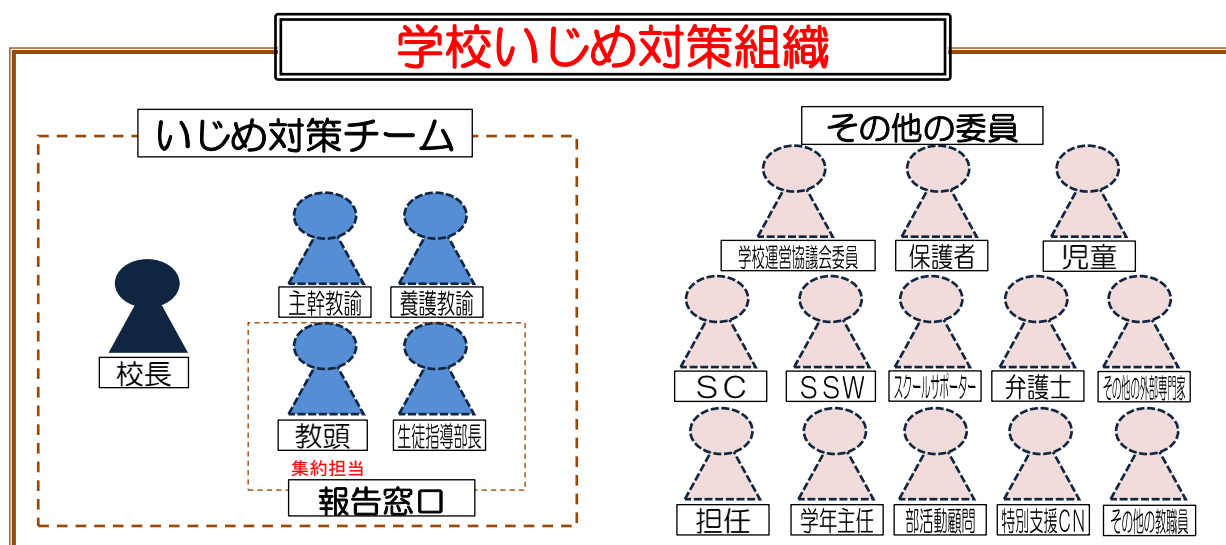 学校いじめ対策組織
いじめ対策チーム
校長
主幹教諭
養護教諭
教頭
生徒指導部長
集約担当
報告窓口
その他の委員
学校運営協議会委員
保護者
児童
ＳＣ
ＳＳＷ
スクールサポーター
弁護士
その他の外部専門家
担任
学年主任
部活動顧問
特別支援CN
その他の教職員